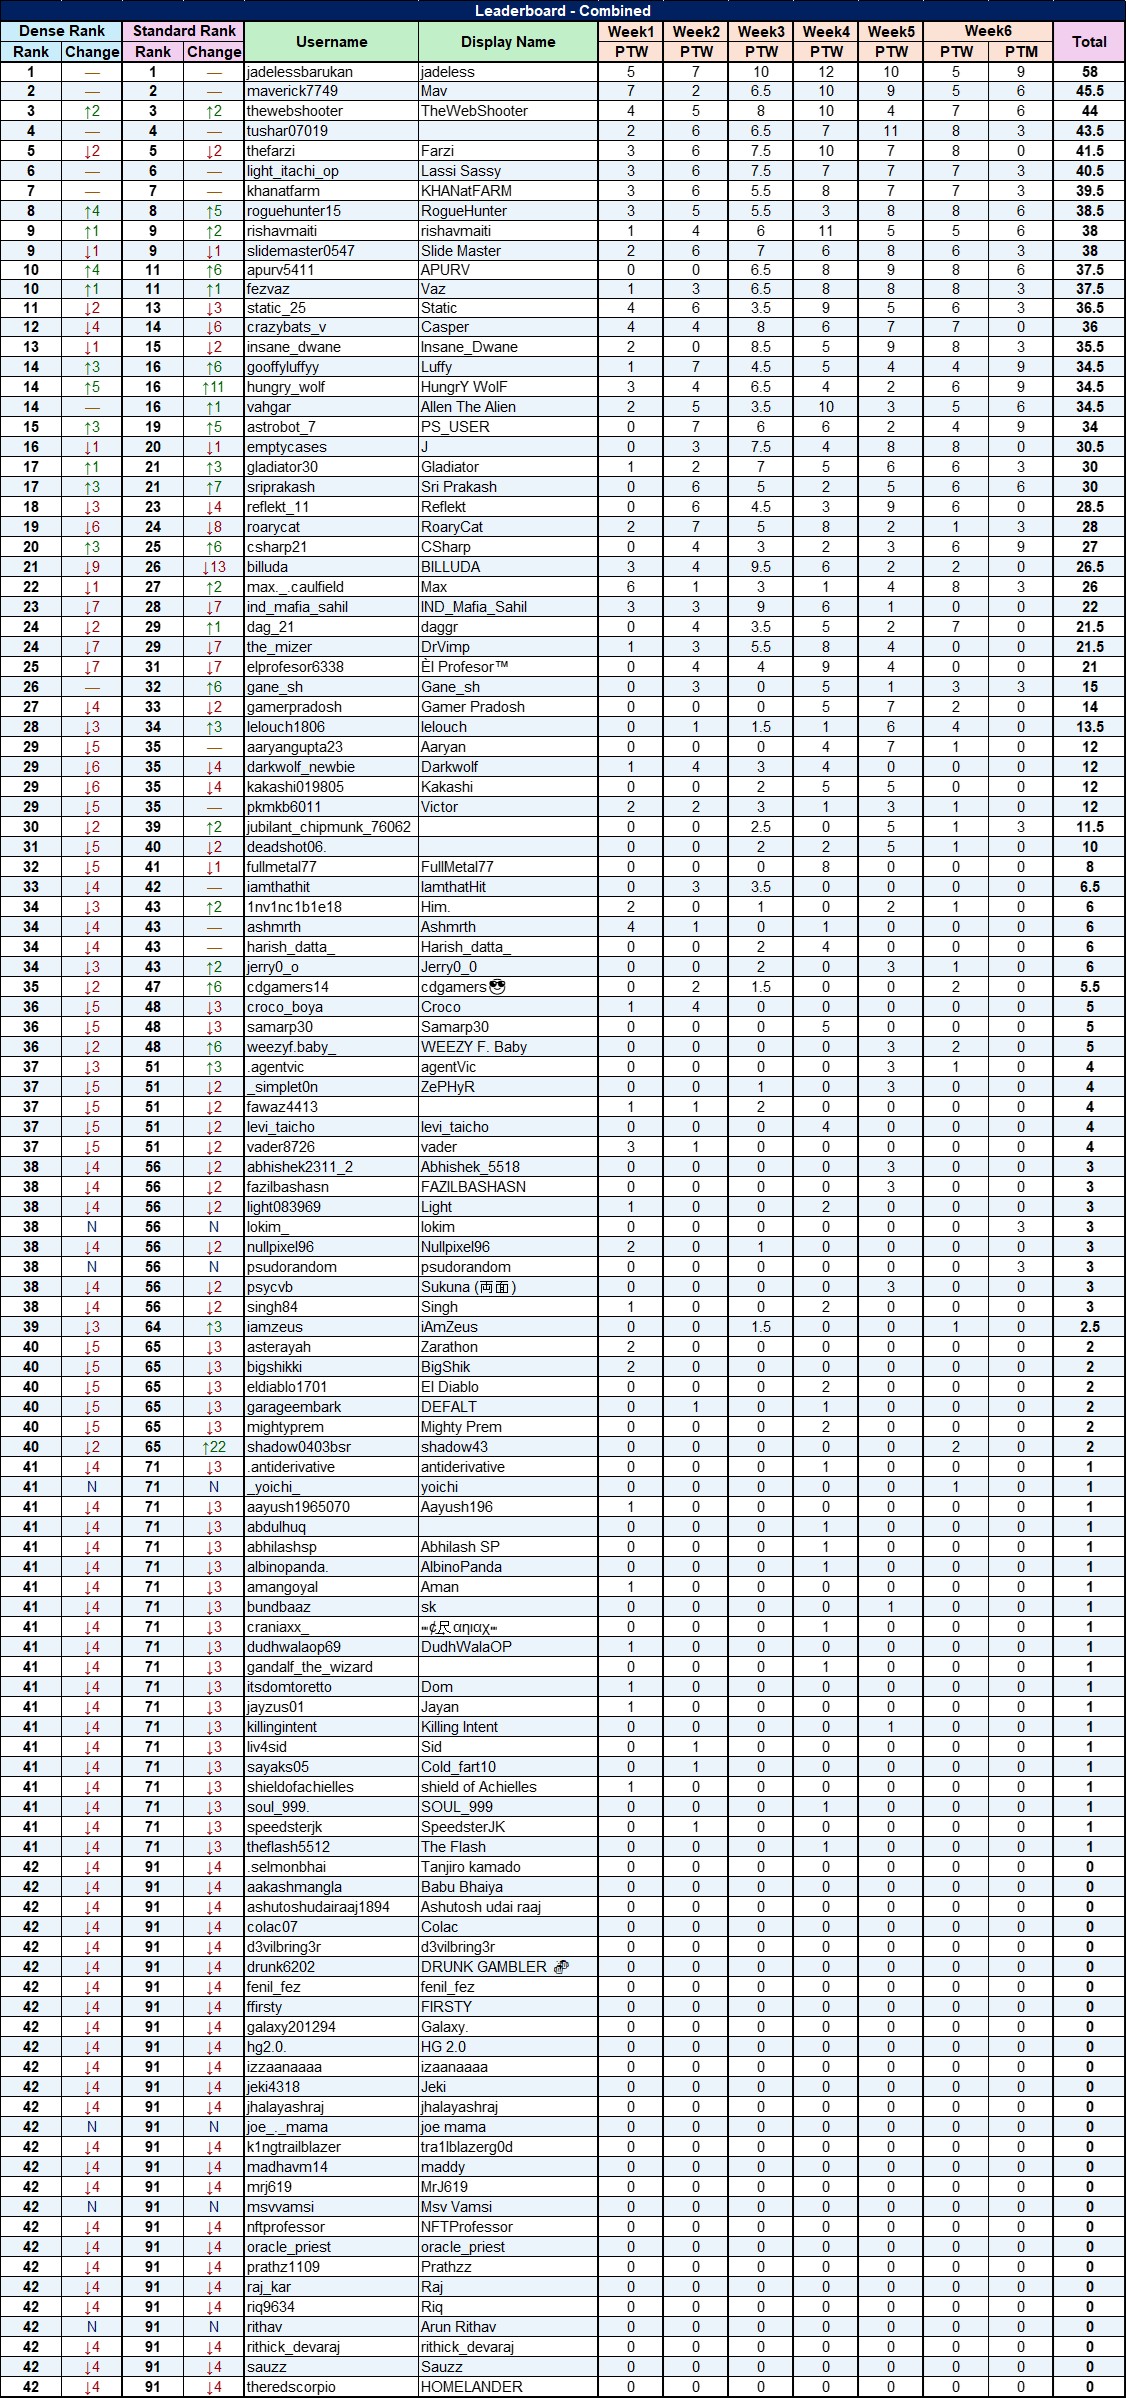 Leaderboard - Combined
Dense Rank Standard Rank Username Display Name Week1 Week2 Week3 Week4 Week5 Week6 Total
Rank Change Rank Change PTW PTW PTW PTW PTW PTW PTM
1 — 1 — jadelessbarukan jadeless 5 7 10 12 10 5 9 58
2 — 2 — maverick7749 Mav 7 2 6.5 10 9 5 6 45.5
3 ↑2 3 ↑2 thewebshooter TheWebShooter 4 5 8 10 4 7 6 44
4 — 4 — tushar07019 2 6 6.5 7 11 8 3 43.5
5 ↓2 5 ↓2 thefarzi Farzi 3 6 7.5 10 7 8 0 41.5
6 — 6 — light_itachi_op Lassi Sassy 3 6 7.5 7 7 7 3 40.5
7 — 7 — khanatfarm KHANatFARM 3 6 5.5 8 7 7 3 39.5
8 ↑4 8 ↑5 roguehunter15 RogueHunter 3 5 5.5 3 8 8 6 38.5
9 ↑1 9 ↑2 rishavmaiti rishavmaiti 1 4 6 11 5 5 6 38
9 ↓1 9 ↓1 slidemaster0547 Slide Master 2 6 7 6 8 6 3 38
10 ↑4 11 ↑6 apurv5411 APURV 0 0 6.5 8 9 8 6 37.5
10 ↑1 11 ↑1 fezvaz Vaz 1 3 6.5 8 8 8 3 37.5
11 ↓2 13 ↓3 static_25 Static 4 6 3.5 9 5 6 3 36.5
12 ↓4 14 ↓6 crazybats_v Casper 4 4 8 6 7 7 0 36
13 ↓1 15 ↓2 insane_dwane Insane_Dwane 2 0 8.5 5 9 8 3 35.5
14 ↑3 16 ↑6 gooffyluffyy Luffy 1 7 4.5 5 4 4 9 34.5
14 ↑5 16 ↑11 hungry_wolf HungrY WolF 3 4 6.5 4 2 6 9 34.5
14 — 16 ↑1 vahgar Allen The Alien 2 5 3.5 10 3 5 6 34.5
15 ↑3 19 ↑5 astrobot_7 PS_USER 0 7 6 6 2 4 9 34
16 ↓1 20 ↓1 emptycases J 0 3 7.5 4 8 8 0 30.5
17 ↑1 21 ↑3 gladiator30 Gladiator 1 2 7 5 6 6 3 30
17 ↑3 21 ↑7 sriprakash Sri Prakash 0 6 5 2 5 6 6 30
18 ↓3 23 ↓4 reflekt_11 Reflekt 0 6 4.5 3 9 6 0 28.5
19 ↓6 24 ↓8 roarycat RoaryCat 2 7 5 8 2 1 3 28
20 ↑3 25 ↑6 csharp21 CSharp 0 4 3 2 3 6 9 27
21 ↓9 26 ↓13 billuda BILLUDA 3 4 9.5 6 2 2 0 26.5
22 ↓1 27 ↑2 max._.caulfield Max 6 1 3 1 4 8 3 26
23 ↓7 28 ↓7 ind_mafia_sahil IND_Mafia_Sahil 3 3 9 6 1 0 0 22
24 ↓2 29 ↑1 dag_21 daggr 0 4 3.5 5 2 7 0 21.5
24 ↓7 29 ↓7 the_mizer DrVimp 1 3 5.5 8 4 0 0 21.5
25 ↓7 31 ↓7 elprofesor6338 Èl Profesor™ 0 4 4 9 4 0 0 21
26 — 32 ↑6 gane_sh Gane_sh 0 3 0 5 1 3 3 15
27 ↓4 33 ↓2 gamerpradosh Gamer Pradosh 0 0 0 5 7 2 0 14
28 ↓3 34 ↑3 lelouch1806 lelouch 0 1 1.5 1 6 4 0 13.5
29 ↓5 35 — aaryangupta23 Aaryan 0 0 0 4 7 1 0 12
29 ↓6 35 ↓4 darkwolf_newbie Darkwolf 1 4 3 4 0 0 0 12
29 ↓6 35 ↓4 kakashi019805 Kakashi 0 0 2 5 5 0 0 12
29 ↓5 35 — pkmkb6011 Victor 2 2 3 1 3 1 0 12
30 ↓2 39 ↑2 jubilant_chipmunk_76062 0 0 2.5 0 5 1 3 11.5
31 ↓5 40 ↓2 deadshot06. 0 0 2 2 5 1 0 10
32 ↓5 41 ↓1 fullmetal77 FullMetal77 0 0 0 8 0 0 0 8
33 ↓4 42 — iamthathit IamthatHit 0 3 3.5 0 0 0 0 6.5
34 ↓3 43 ↑2 1nv1nc1b1e18 Him. 2 0 1 0 2 1 0 6
34 ↓4 43 — ashmrth Ashmrth 4 1 0 1 0 0 0 6
34 ↓4 43 — harish_datta_ Harish_datta_ 0 0 2 4 0 0 0 6
34 ↓3 43 ↑2 jerry0_o Jerry0_0 0 0 2 0 3 1 0 6
35 ↓2 47 ↑6 cdgamers14 cdgamers😎 0 2 1.5 0 0 2 0 5.5
36 ↓5 48 ↓3 croco_boya Croco 1 4 0 0 0 0 0 5
36 ↓5 48 ↓3 samarp30 Samarp30 0 0 0 5 0 0 0 5
36 ↓2 48 ↑6 weezyf.baby_ WEEZY F. Baby 0 0 0 0 3 2 0 5
37 ↓3 51 ↑3 .agentvic agentVic 0 0 0 0 3 1 0 4
37 ↓5 51 ↓2 _simplet0n ZePHyR 0 0 1 0 3 0 0 4
37 ↓5 51 ↓2 fawaz4413 1 1 2 0 0 0 0 4
37 ↓5 51 ↓2 levi_taicho levi_taicho 0 0 0 4 0 0 0 4
37 ↓5 51 ↓2 vader8726 vader 3 1 0 0 0 0 0 4
38 ↓4 56 ↓2 abhishek2311_2 Abhishek_5518 0 0 0 0 3 0 0 3
38 ↓4 56 ↓2 fazilbashasn FAZILBASHASN 0 0 0 0 3 0 0 3
38 ↓4 56 ↓2 light083969 Light 1 0 0 2 0 0 0 3
38 N 56 N lokim_ lokim 0 0 0 0 0 0 3 3
38 ↓4 56 ↓2 nullpixel96 Nullpixel96 2 0 1 0 0 0 0 3
38 N 56 N psudorandom psudorandom 0 0 0 0 0 0 3 3
38 ↓4 56 ↓2 psycvb Sukuna (両面) 0 0 0 0 3 0 0 3
38 ↓4 56 ↓2 singh84 Singh 1 0 0 2 0 0 0 3
39 ↓3 64 ↑3 iamzeus iAmZeus 0 0 1.5 0 0 1 0 2.5
40 ↓5 65 ↓3 asterayah Zarathon 2 0 0 0 0 0 0 2
40 ↓5 65 ↓3 bigshikki BigShik 2 0 0 0 0 0 0 2
40 ↓5 65 ↓3 eldiablo1701 El Diablo 0 0 0 2 0 0 0 2
40 ↓5 65 ↓3 garageembark DEFALT 0 1 0 1 0 0 0 2
40 ↓5 65 ↓3 mightyprem Mighty Prem 0 0 0 2 0 0 0 2
40 ↓2 65 ↑22 shadow0403bsr shadow43 0 0 0 0 0 2 0 2
41 ↓4 71 ↓3 .antiderivative antiderivative 0 0 0 1 0 0 0 1
41 N 71 N _yoichi_ yoichi 0 0 0 0 0 1 0 1
41 ↓4 71 ↓3 aayush1965070 Aayush196 1 0 0 0 0 0 0 1
41 ↓4 71 ↓3 abdulhuq 0 0 0 1 0 0 0 1
41 ↓4 71 ↓3 abhilashsp Abhilash SP 0 0 0 1 0 0 0 1
41 ↓4 71 ↓3 albinopanda. AlbinoPanda 0 0 0 1 0 0 0 1
41 ↓4 71 ↓3 amangoyal Aman 1 0 0 0 0 0 0 1
41 ↓4 71 ↓3 bundbaaz sk 0 0 0 0 1 0 0 1
41 ↓4 71 ↓3 craniaxx_ ¢尺αηιαχ 0 0 0 1 0 0 0 1
41 ↓4 71 ↓3 dudhwalaop69 DudhWalaOP 1 0 0 0 0 0 0 1
41 ↓4 71 ↓3 gandalf_the_wizard 0 0 0 1 0 0 0 1
41 ↓4 71 ↓3 itsdomtoretto Dom 1 0 0 0 0 0 0 1
41 ↓4 71 ↓3 jayzus01 Jayan 1 0 0 0 0 0 0 1
41 ↓4 71 ↓3 killingintent Killing Intent 0 0 0 0 1 0 0 1
41 ↓4 71 ↓3 liv4sid Sid 0 1 0 0 0 0 0 1
41 ↓4 71 ↓3 sayaks05 Cold_fart10 0 1 0 0 0 0 0 1
41 ↓4 71 ↓3 shieldofachielles shield of Achielles 1 0 0 0 0 0 0 1
41 ↓4 71 ↓3 soul_999. SOUL_999 0 0 0 1 0 0 0 1
41 ↓4 71 ↓3 speedsterjk SpeedsterJK 0 1 0 0 0 0 0 1
41 ↓4 71 ↓3 theflash5512 The Flash 0 0 0 1 0 0 0 1
42 ↓4 91 ↓4 .selmonbhai Tanjiro kamado 0 0 0 0 0 0 0 0
42 ↓4 91 ↓4 aakashmangla Babu Bhaiya 0 0 0 0 0 0 0 0
42 ↓4 91 ↓4 ashutoshudairaaj1894 Ashutosh udai raaj 0 0 0 0 0 0 0 0
42 ↓4 91 ↓4 colac07 Colac 0 0 0 0 0 0 0 0
42 ↓4 91 ↓4 d3vilbring3r d3vilbring3r 0 0 0 0 0 0 0 0
42 ↓4 91 ↓4 drunk6202 DRUNK GAMBLER 0 0 0 0 0 0 0 0
42 ↓4 91 ↓4 fenil_fez fenil_fez 0 0 0 0 0 0 0 0
42 ↓4 91 ↓4 ffirsty FIRSTY 0 0 0 0 0 0 0 0
42 ↓4 91 ↓4 galaxy201294 Galaxy. 0 0 0 0 0 0 0 0
42 ↓4 91 ↓4 hg2.0. HG 2.0 0 0 0 0 0 0 0 0
42 ↓4 91 ↓4 izzaanaaaa izaanaaaa 0 0 0 0 0 0 0 0
42 ↓4 91 ↓4 jeki4318 Jeki 0 0 0 0 0 0 0 0
42 ↓4 91 ↓4 jhalayashraj jhalayashraj 0 0 0 0 0 0 0 0
42 N 91 N joe_._mama joe mama 0 0 0 0 0 0 0 0
42 ↓4 91 ↓4 k1ngtrailblazer tra1lblazerg0d 0 0 0 0 0 0 0 0
42 ↓4 91 ↓4 madhavm14 maddy 0 0 0 0 0 0 0 0
42 ↓4 91 ↓4 mrj619 MrJ619 0 0 0 0 0 0 0 0
42 N 91 N msvvamsi Msv Vamsi 0 0 0 0 0 0 0 0
42 ↓4 91 ↓4 nftprofessor NFTProfessor 0 0 0 0 0 0 0 0
42 ↓4 91 ↓4 oracle_priest oracle_priest 0 0 0 0 0 0 0 0
42 ↓4 91 ↓4 prathz1109 Prathzz 0 0 0 0 0 0 0 0
42 ↓4 91 ↓4 raj_kar Raj 0 0 0 0 0 0 0 0
42 ↓4 91 ↓4 riq9634 Riq 0 0 0 0 0 0 0 0
42 N 91 N rithav Arun Rithav 0 0 0 0 0 0 0 0
42 ↓4 91 ↓4 rithick_devaraj rithick_devaraj 0 0 0 0 0 0 0 0
42 ↓4 91 ↓4 sauzz Sauzz 0 0 0 0 0 0 0 0
42 ↓4 91 ↓4 theredscorpio HOMELANDER 0 0 0 0 0 0 0 0